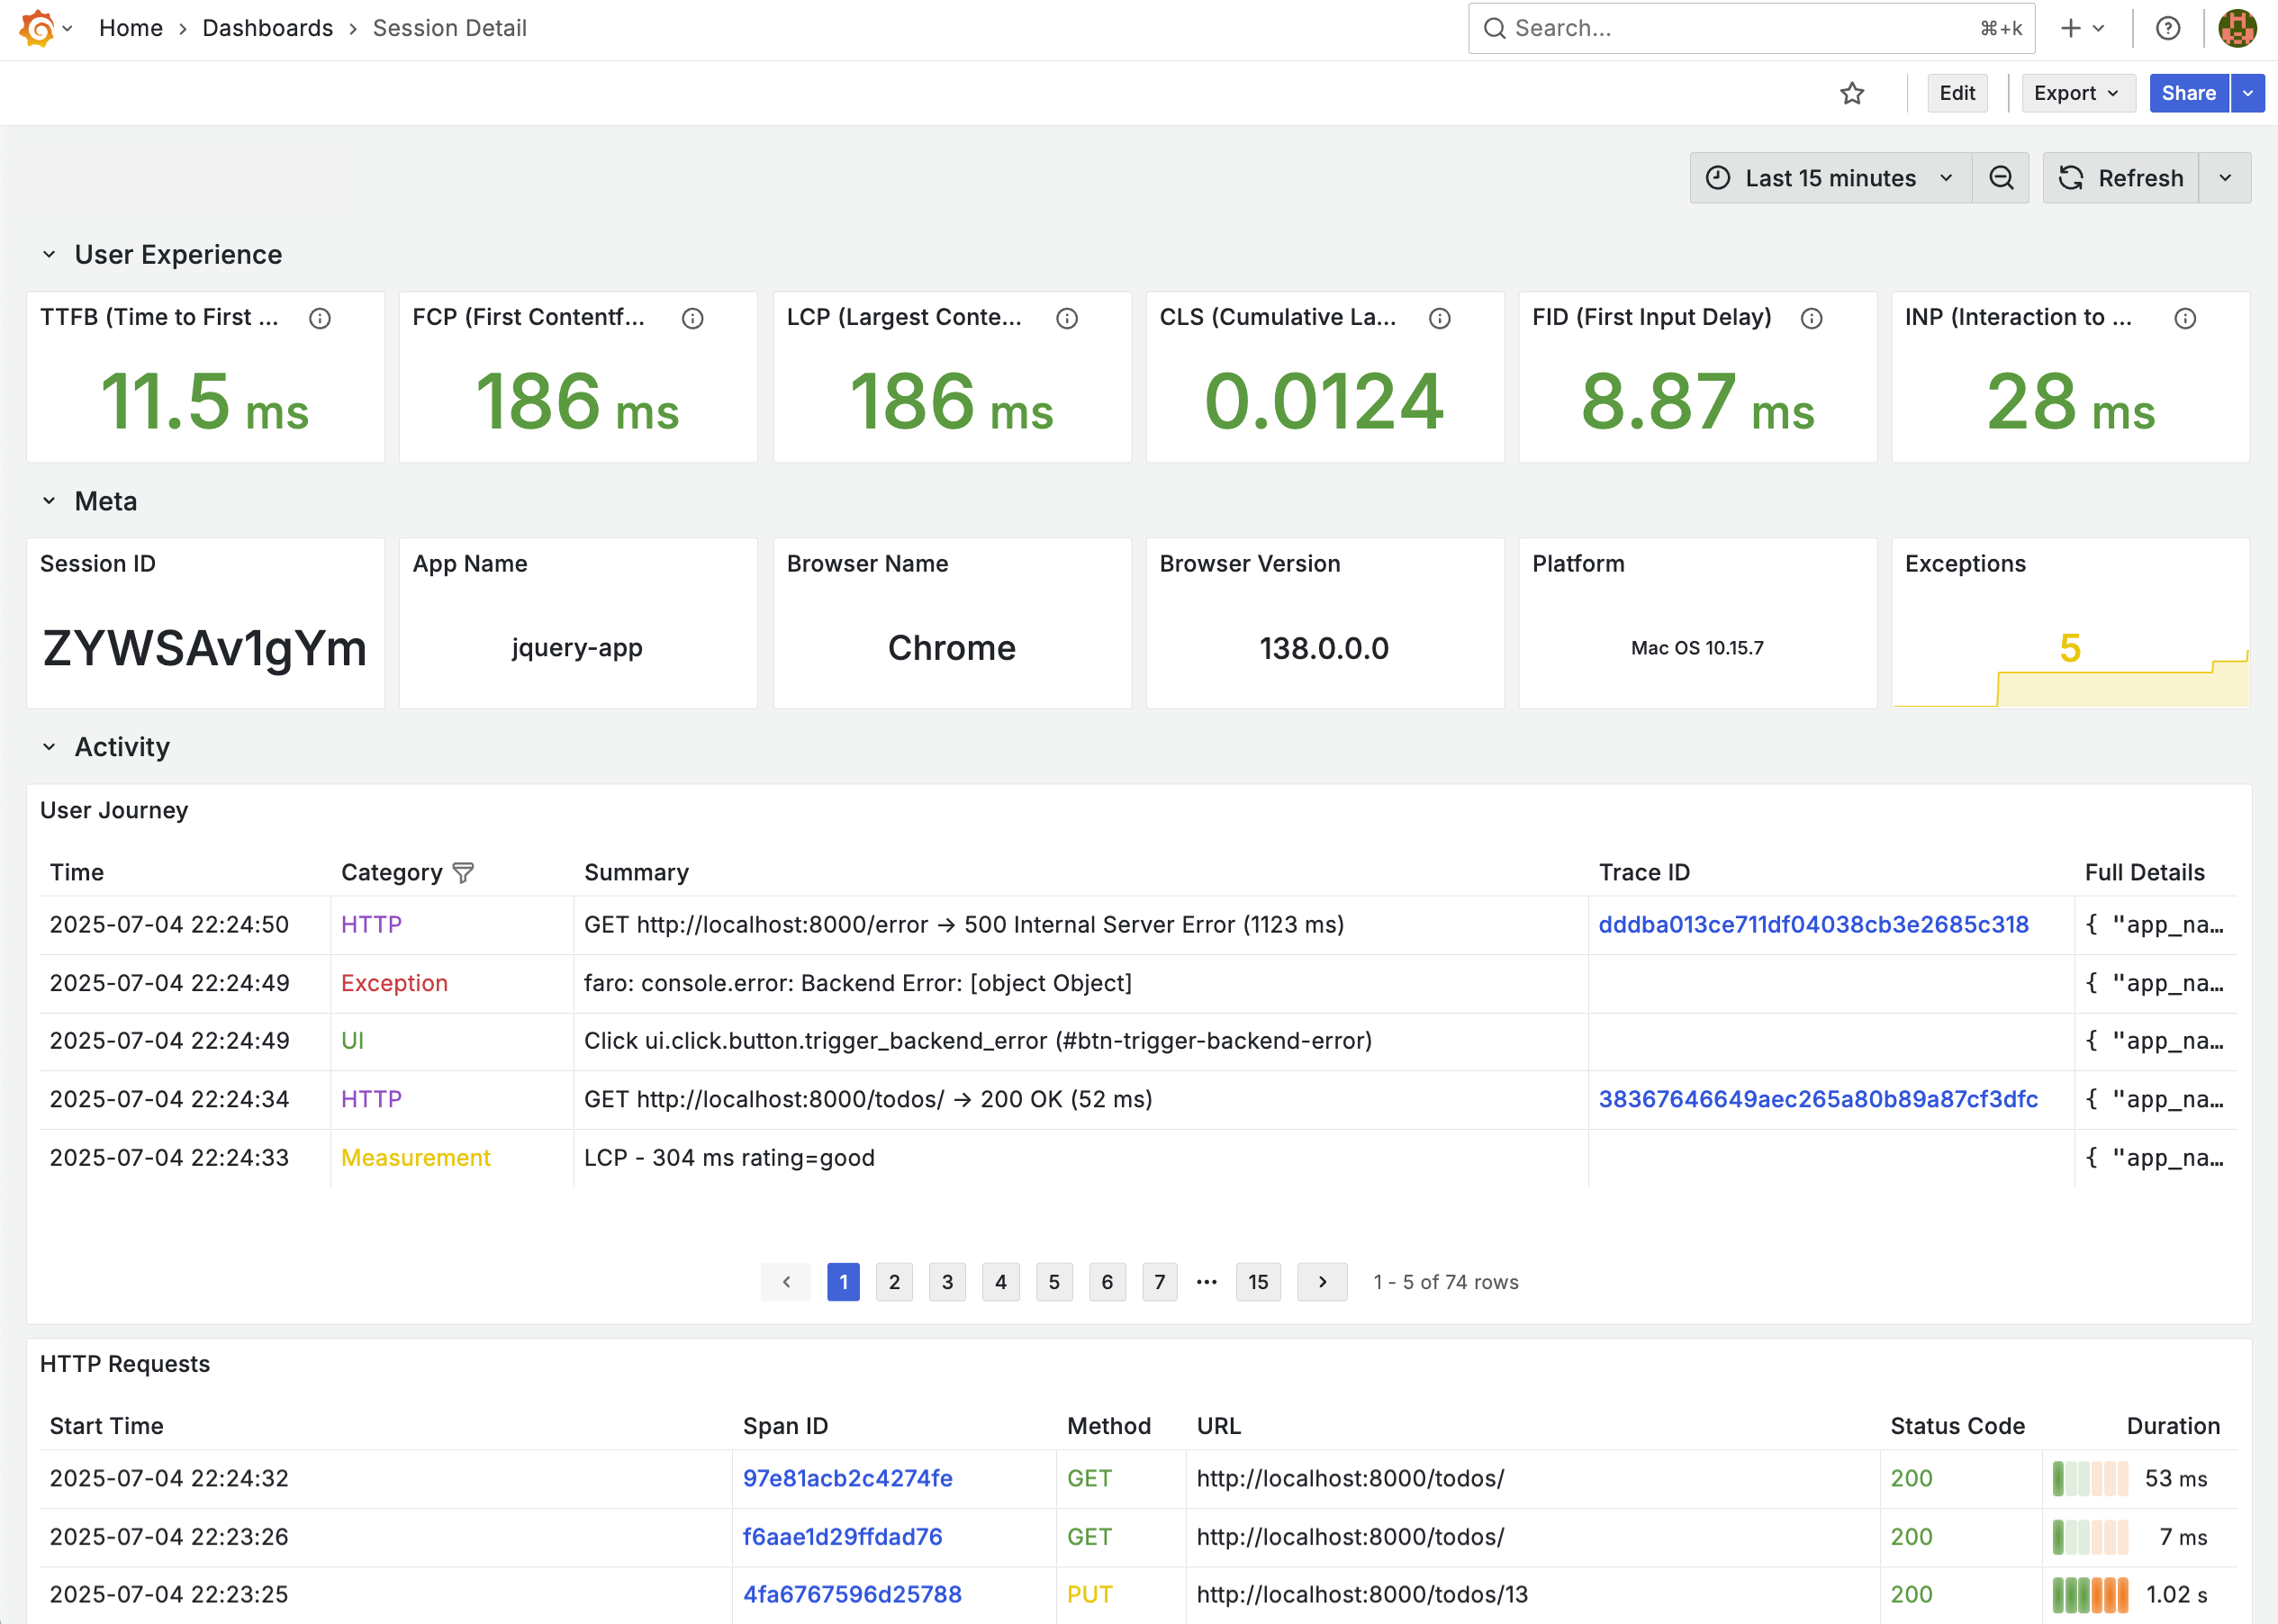 Home › Dashboards › Session Detail
Search...
⌘+k
Edit
Export
Share
Last 15 minutes
Refresh
User Experience
TTFB (Time to First ...
FCP (First Contentf...
LCP (Largest Conte...
CLS (Cumulative La...
FID (First Input Delay)
INP (Interaction to ...
11.5 ms
186 ms
186 ms
0.0124
8.87 ms
28 ms
Meta
Session ID
App Name
Browser Name
Browser Version
Platform
Exceptions
ZYWSAv1gYm
jquery-app
Chrome
138.0.0.0
Mac OS 10.15.7
5
Activity
User Journey
Time Category Summary Trace ID Full Details
2025-07-04 22:24:50 HTTP GET http://localhost:8000/error → 500 Internal Server Error (1123 ms) dddba013ce711df04038cb3e2685c318 { "app_na...
2025-07-04 22:24:49 Exception faro: console.error: Backend Error: [object Object] { "app_na...
2025-07-04 22:24:49 UI Click ui.click.button.trigger_backend_error (#btn-trigger-backend-error) { "app_na...
2025-07-04 22:24:34 HTTP GET http://localhost:8000/todos/ → 200 OK (52 ms) 38367646649aec265a80b89a87cf3dfc { "app_na...
2025-07-04 22:24:33 Measurement LCP - 304 ms rating=good { "app_na...
‹ 1 2 3 4 5 6 7 ··· 15 › 1 - 5 of 74 rows
HTTP Requests
Start Time Span ID Method URL Status Code Duration
2025-07-04 22:24:32 97e81acb2c4274fe GET http://localhost:8000/todos/ 200 53 ms
2025-07-04 22:23:26 f6aae1d29ffdad76 GET http://localhost:8000/todos/ 200 7 ms
2025-07-04 22:23:25 4fa6767596d25788 PUT http://localhost:8000/todos/13 200 1.02 s